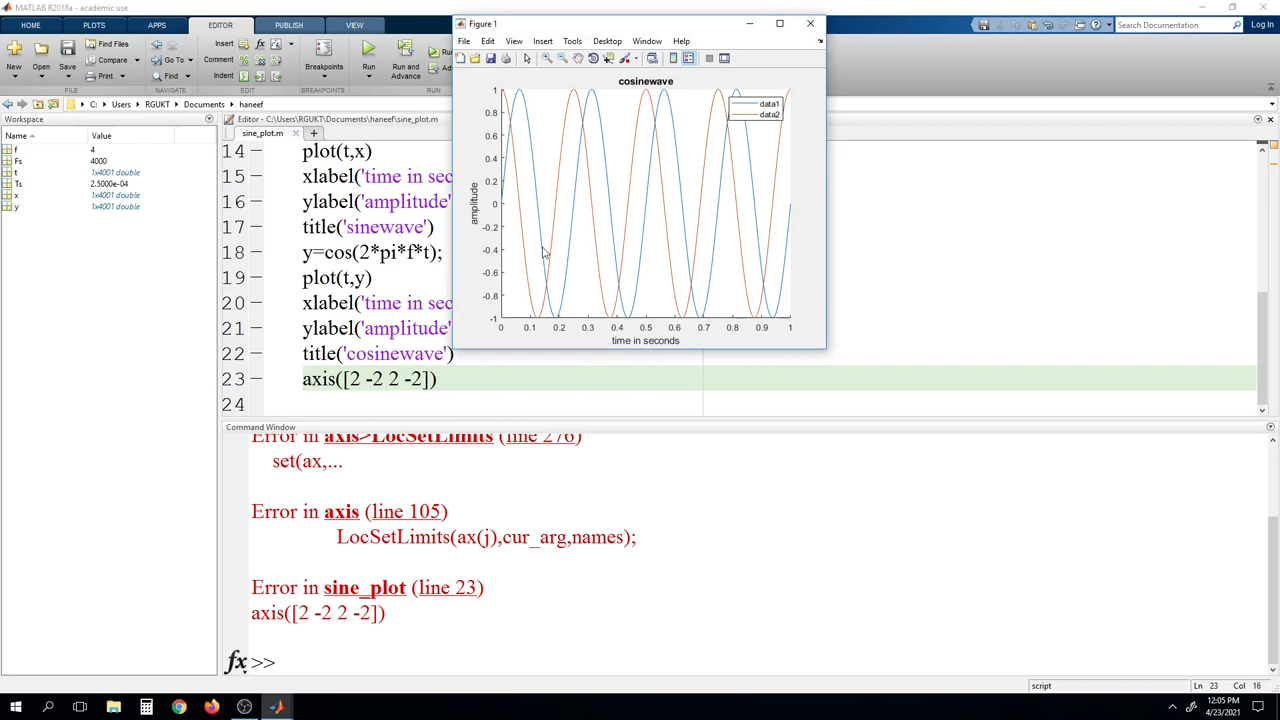 MATLAB R2018a - academic use
HOME PLOTS APPS EDITOR PUBLISH VIEW
Search Documentation Log In
New Open Save
Find Files
Compare
Print
Go To
Find
Insert
Comment
Indent
Breakpoints
Run
Run and Advance
FILE NAVIGATE EDIT BREAKPOINTS RUN
C: Users RGUKT Documents haneef
Workspace
Name Value
f 4
Fs 4000
t 1x4001 double
Ts 2.5000e-04
x 1x4001 double
y 1x4001 double
Editor - C:\Users\RGUKT\Documents\haneef\sine_plot.m
sine_plot.m
14 plot(t,x)
15 xlabel('time in sec
16 ylabel('amplitude'
17 title('sinewave')
18 y=cos(2*pi*f*t);
19 plot(t,y)
20 xlabel('time in sec
21 ylabel('amplitude'
22 title('cosinewave')
23 axis([2 -2 2 -2])
24
Figure 1
File Edit View Insert Tools Desktop Window Help
cosinewave
data1
data2
1
0.8
0.6
0.4
0.2
0
-0.2
-0.4
-0.6
-0.8
-1
amplitude
0 0.1 0.2 0.3 0.4 0.5 0.6 0.7 0.8 0.9 1
time in seconds
Command Window
Error in axis>LocSetLimits (line 276)
set(ax,...
Error in axis (line 105)
LocSetLimits(ax(j),cur_arg,names);
Error in sine_plot (line 23)
axis([2 -2 2 -2])
fx >>
script Ln 23 Col 16
12:05 PM
4/23/2021